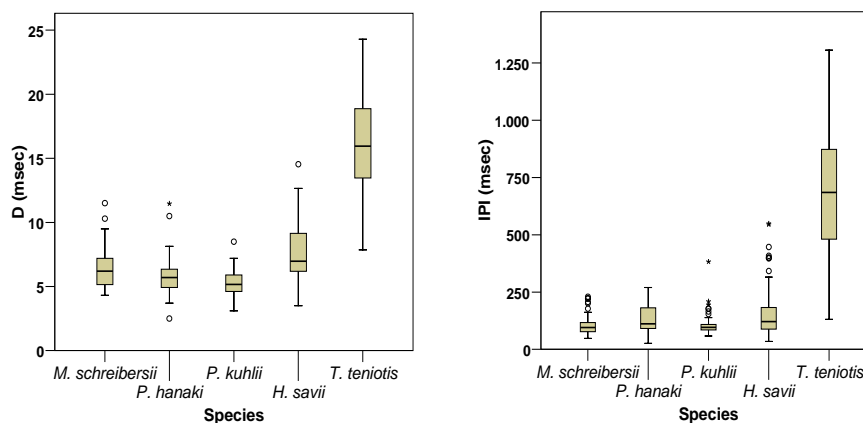 D (msec)
25
20
15
10
5
0
M. schreibersii
P. hanaki
P. kuhlii
H. savii
T. teniotis
Species
IPI (msec)
1.250
1.000
750
500
250
0
M. schreibersii
P. hanaki
P. kuhlii
H. savii
T. teniotis
Species